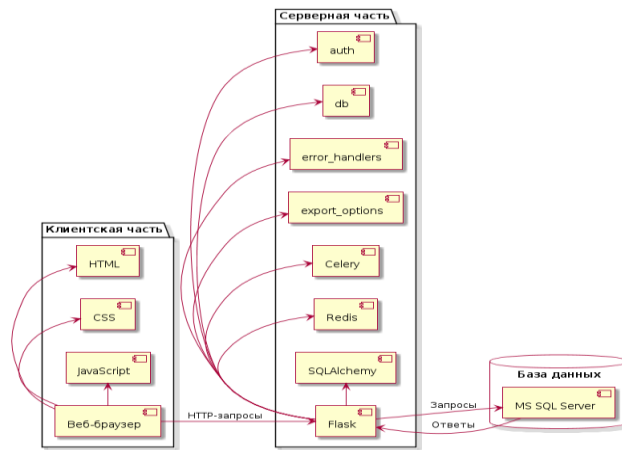 Серверная часть
auth
db
error_handlers
export_options
Клиентская часть
HTML
Celery
CSS
Redis
JavaScript
SQLAlchemy
База данных
Веб-браузер
HTTP-запросы
Flask
Запросы
MS SQL Server
Ответы